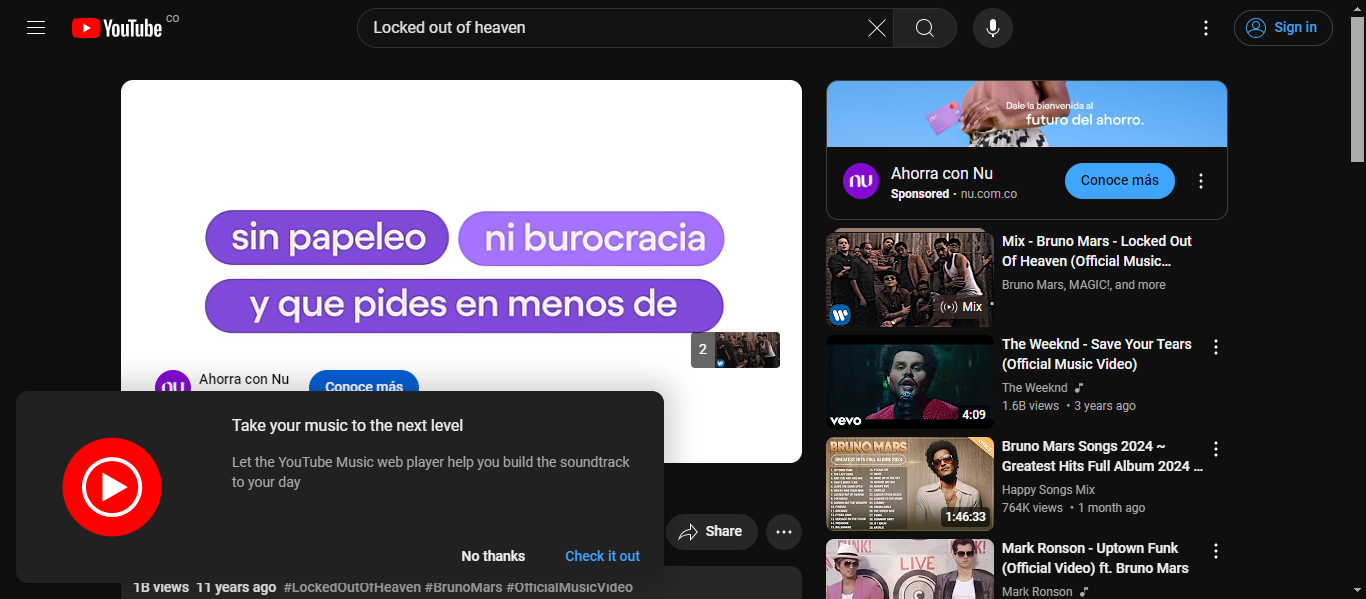 YouTube CO
Locked out of heaven
Sign in
sin papeleo
ni burocracia
y que pides en menos de
2
nu
Ahorra con Nu
Conoce más
Take your music to the next level
Let the YouTube Music web player help you build the soundtrack
to your day
No thanks
Check it out
Share
1B views 11 years ago #LockedOutOfHeaven #BrunoMars #OfficialMusicVideo
Dale la bienvenida al
futuro del ahorro.
nu
Ahorra con Nu
Sponsored · nu.com.co
Conoce más
Mix
Mix - Bruno Mars - Locked Out
Of Heaven (Official Music…
Bruno Mars, MAGIC!, and more
vevo
4:09
The Weeknd - Save Your Tears
(Official Music Video)
The Weeknd
1.6B views • 3 years ago
BRUNO MARS
1:46:33
Bruno Mars Songs 2024 ~
Greatest Hits Full Album 2024 …
Happy Songs Mix
764K views • 1 month ago
LIVE
Mark Ronson - Uptown Funk
(Official Video) ft. Bruno Mars
Mark Ronson